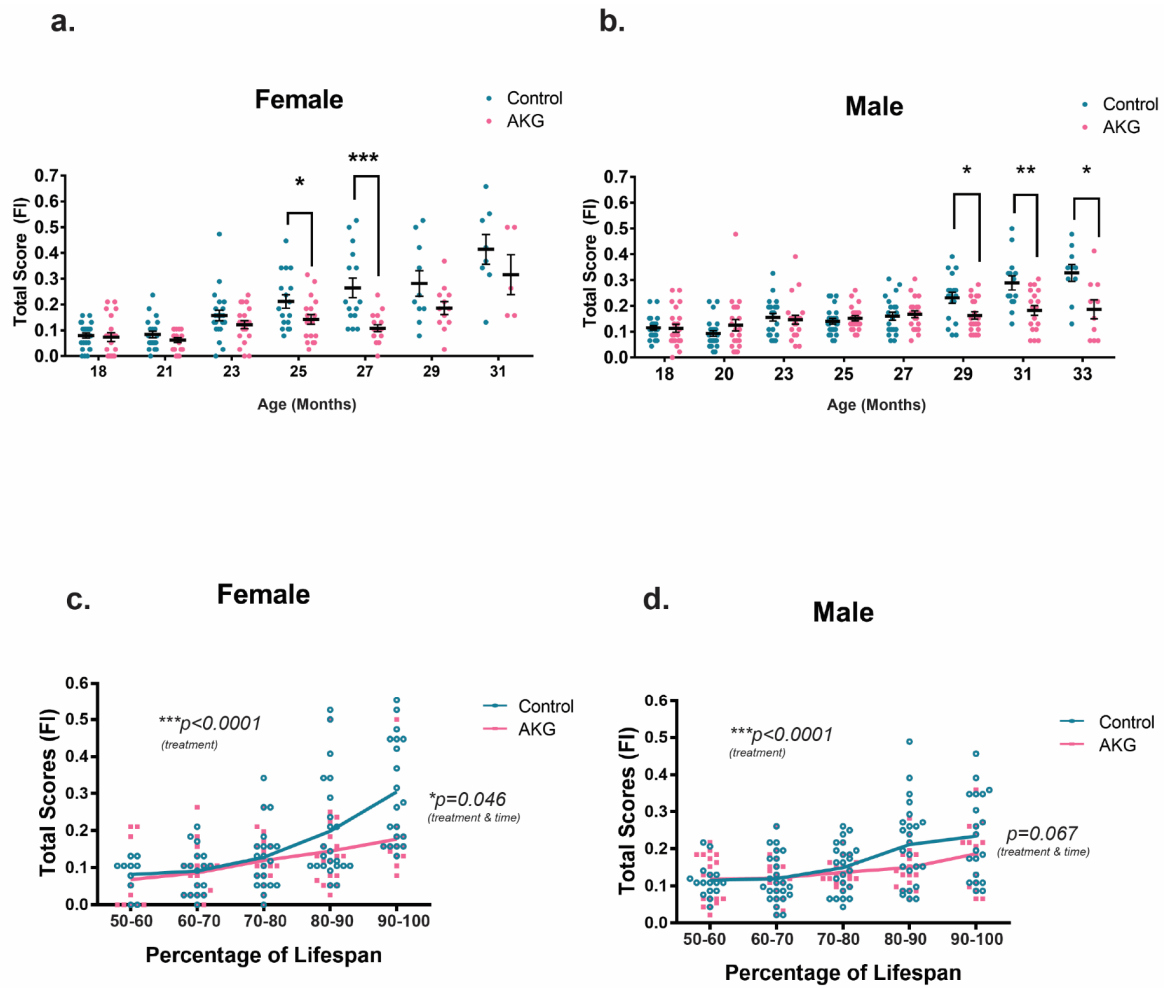 a.
Female
Control
AKG
Total Score (FI)
0.7
0.6
0.5
0.4
0.3
0.2
0.1
0.0
*
***
18 21 23 25 27 29 31
Age (Months)
b.
Male
Control
AKG
Total Score (FI)
0.7
0.6
0.5
0.4
0.3
0.2
0.1
0.0
*
**
*
18 20 23 25 27 29 31 33
Age (Months)
c.
Female
Control
AKG
Total Scores (FI)
0.6
0.5
0.4
0.3
0.2
0.1
0.0
***p<0.0001
(treatment)
*p=0.046
(treatment & time)
50-60 60-70 70-80 80-90 90-100
Percentage of Lifespan
d.
Male
Control
AKG
Total Scores (FI)
0.6
0.5
0.4
0.3
0.2
0.1
0.0
***p<0.0001
(treatment)
p=0.067
(treatment & time)
50-60 60-70 70-80 80-90 90-100
Percentage of Lifespan